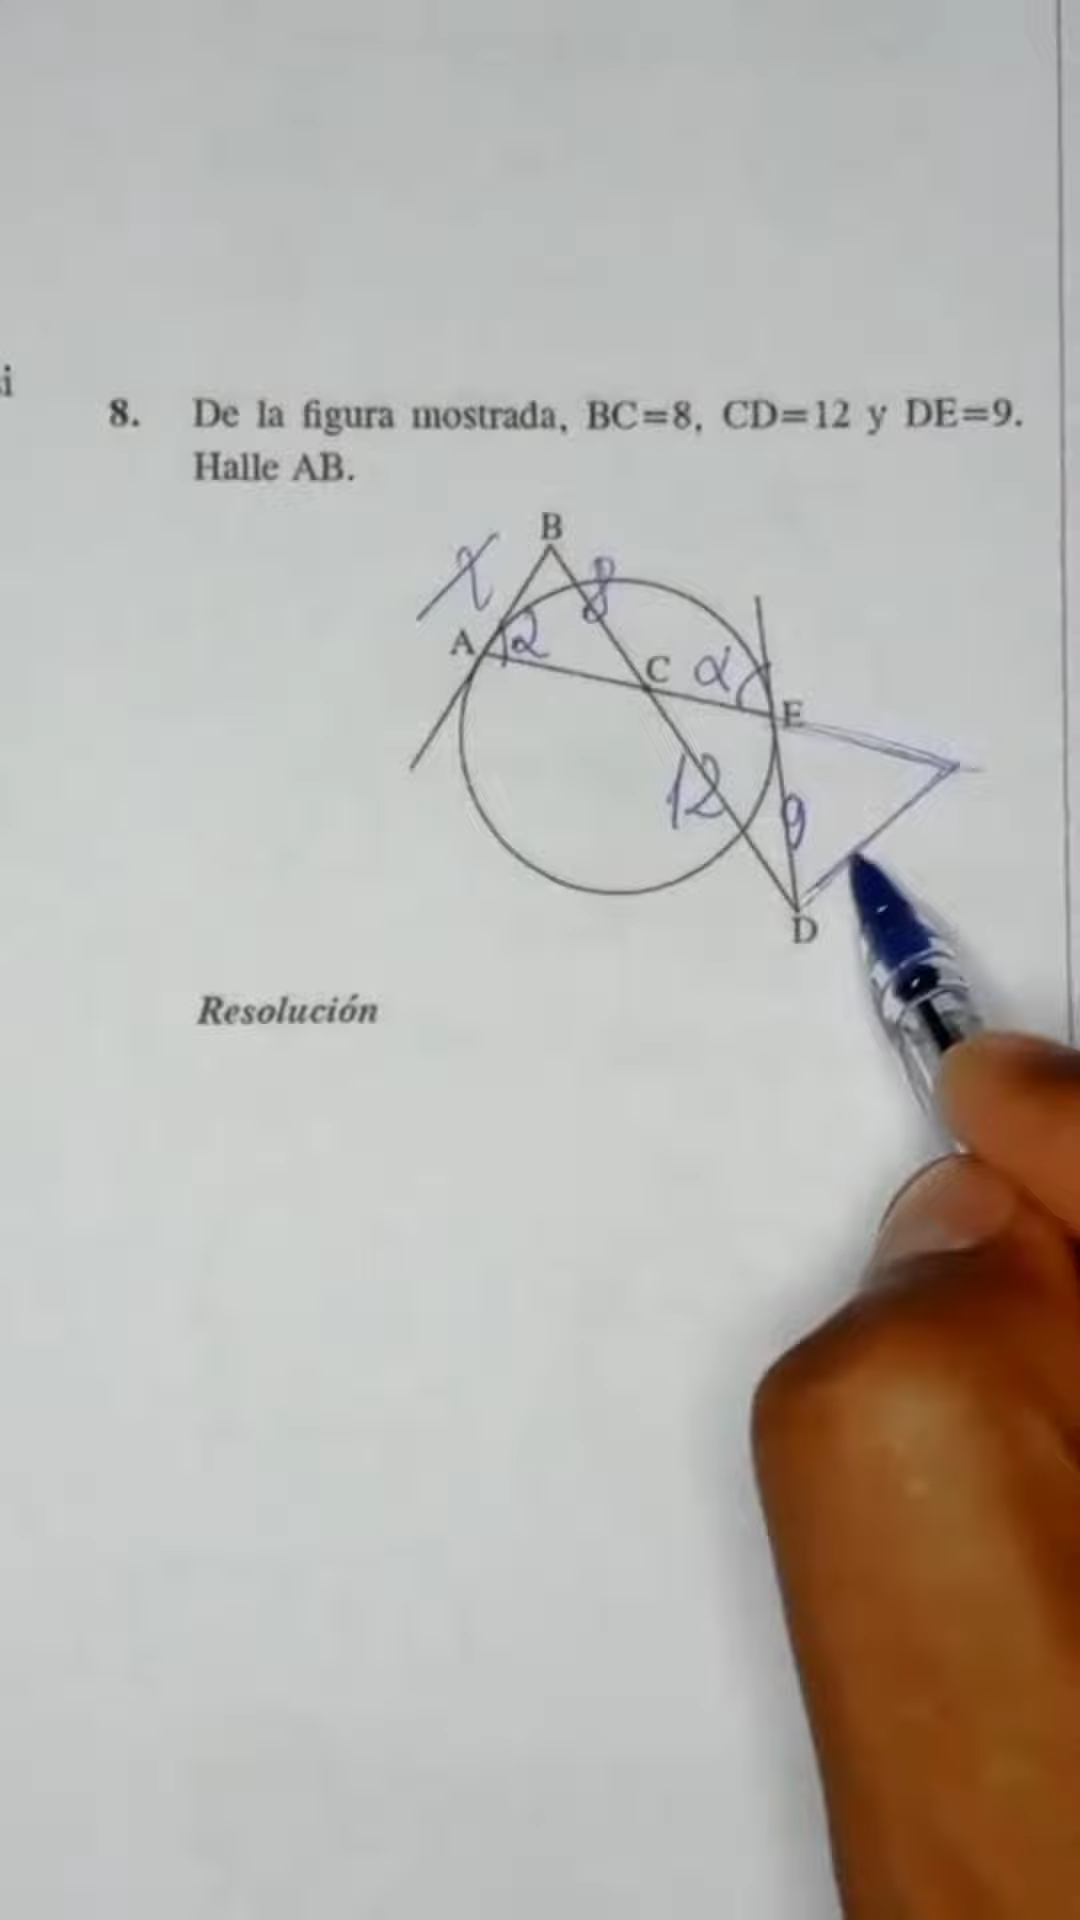 i
8. De la figura mostrada, BC=8, CD=12 y DE=9.
Halle AB.
B
x 8
A α
C α
E
12 9
D
Resolución